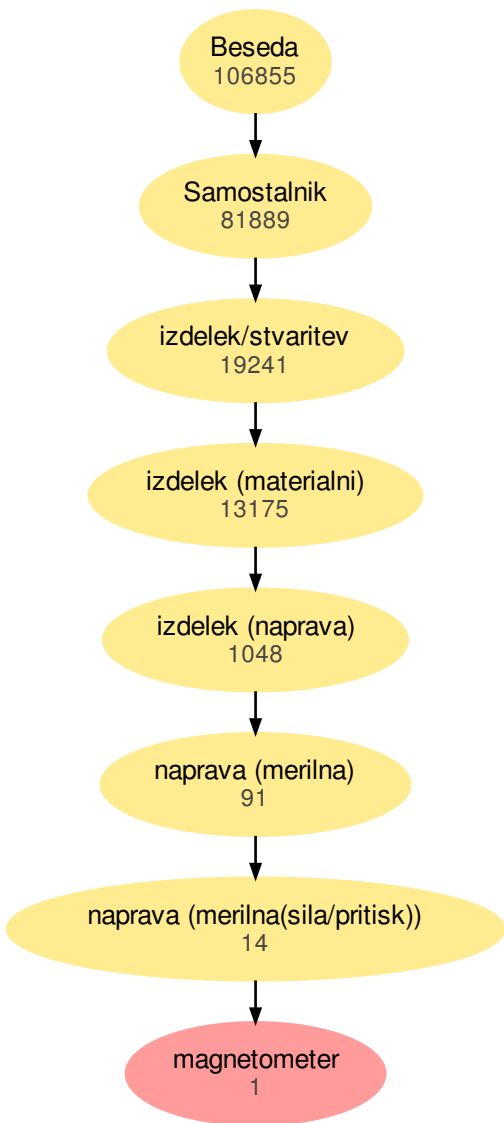 Beseda
106855
Samostalnik
81889
izdelek/stvaritev
19241
izdelek (materialni)
13175
izdelek (naprava)
1048
naprava (merilna)
91
naprava (merilna(sila/pritisk))
14
magnetometer
1